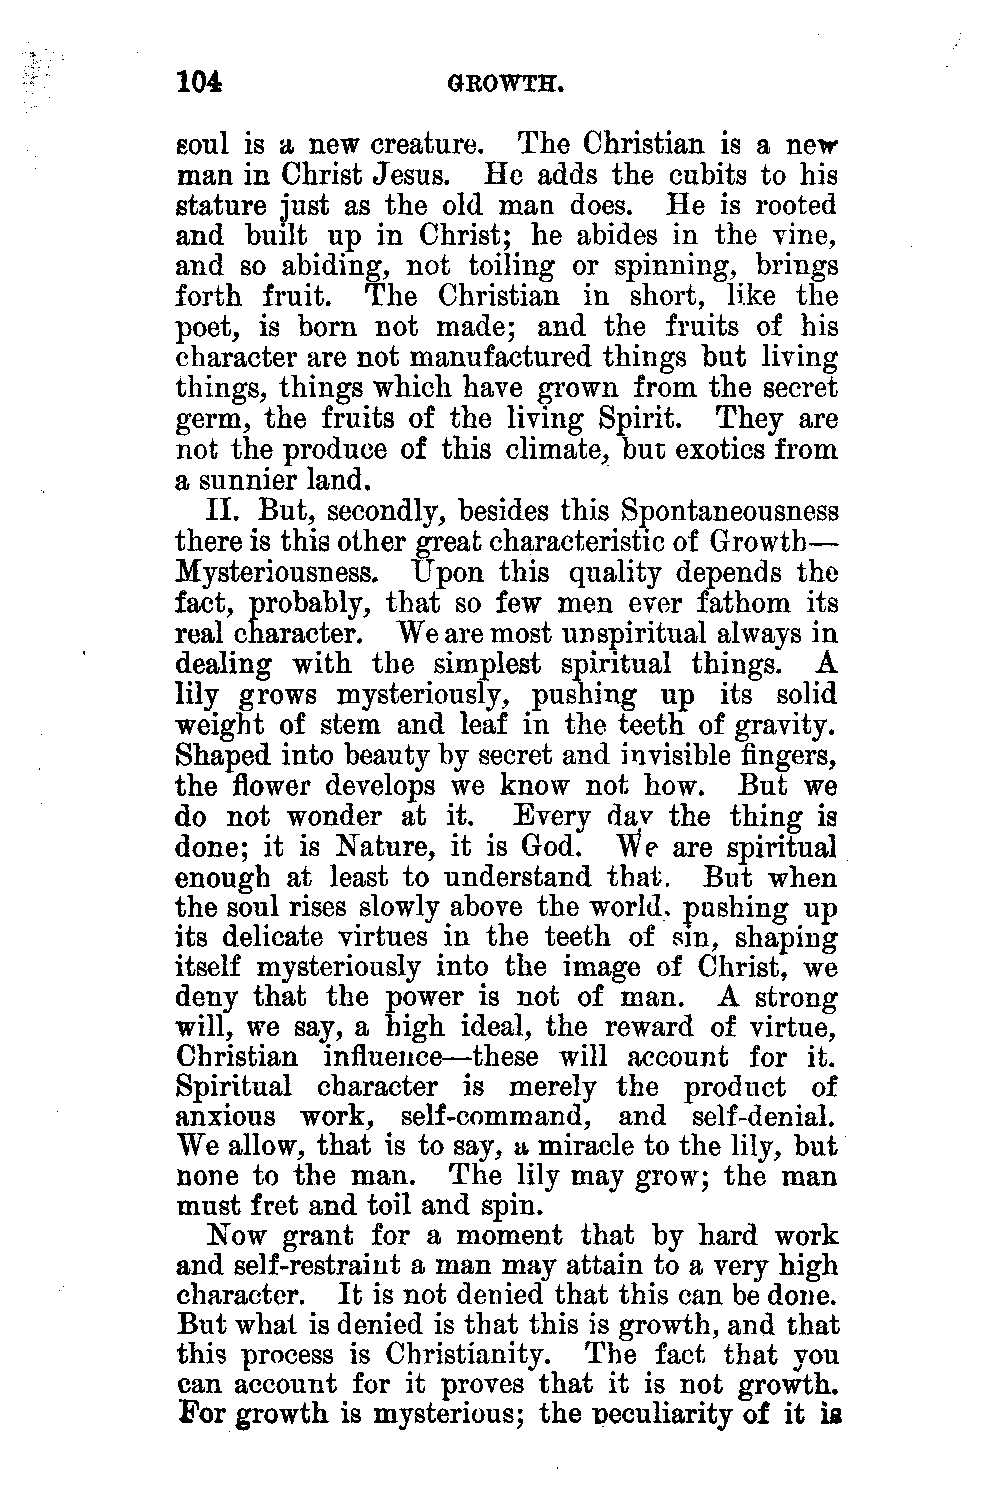 104 GROWTH.
soul is a new creature. The Christian is a new
man in Christ Jesus. He adds the cubits to his
stature just as the old man does. He is rooted
and built up in Christ; he abides in the vine,
and so abiding, not toiling or spinning, brings
forth fruit. The Christian in short, like the
poet, is born not made; and the fruits of his
character are not manufactured things but living
things, things which have grown from the secret
germ, the fruits of the living Spirit. They are
not the produce of this climate, but exotics from
a sunnier land.
II. But, secondly, besides this Spontaneousness
there is this other great characteristic of Growth—
Mysteriousness. Upon this quality depends the
fact, probably, that so few men ever fathom its
real character. We are most unspiritual always in
dealing with the simplest spiritual things. A
lily grows mysteriously, pushing up its solid
weight of stem and leaf in the teeth of gravity.
Shaped into beauty by secret and invisible fingers,
the flower develops we know not how. But we
do not wonder at it. Every day the thing is
done; it is Nature, it is God. We are spiritual
enough at least to understand that. But when
the soul rises slowly above the world, pushing up
its delicate virtues in the teeth of sin, shaping
itself mysteriously into the image of Christ, we
deny that the power is not of man. A strong
will, we say, a high ideal, the reward of virtue,
Christian influence—these will account for it.
Spiritual character is merely the product of
anxious work, self-command, and self-denial.
We allow, that is to say, a miracle to the lily, but
none to the man. The lily may grow; the man
must fret and toil and spin.
Now grant for a moment that by hard work
and self-restraint a man may attain to a very high
character. It is not denied that this can be done.
But what is denied is that this is growth, and that
this process is Christianity. The fact that you
can account for it proves that it is not growth.
For growth is mysterious; the peculiarity of it is